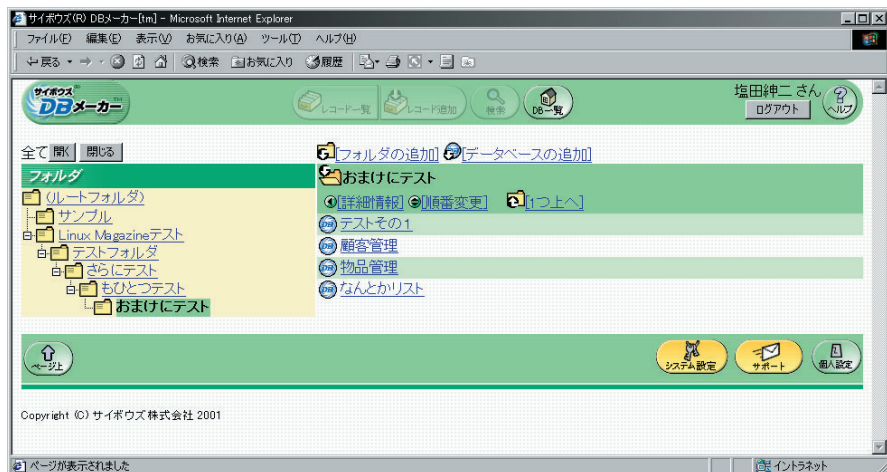 サイボウズ(R) DBメーカー[tm] - Microsoft Internet Explorer
ファイル(F) 編集(E) 表示(V) お気に入り(A) ツール(T) ヘルプ(H)
戻る 検索 お気に入り 履歴
サイボウズ
DBメーカー
レコード一覧 レコード追加 検索 DB一覧
塩田紳二 さん
ログアウト ヘルプ
全て 開く 閉じる
[フォルダの追加] [データベースの追加]
フォルダ
おまけにテスト
(ルートフォルダ)
[詳細情報] [順番変更] [1つ上へ]
サンプル
テストその1
Linux Magazineテスト
顧客管理
テストフォルダ
物品管理
さらにテスト
なんとかリスト
もひとつテスト
おまけにテスト
ページ上
システム設定 サポート 個人設定
Copyright (C) サイボウズ株式会社 2001
ページが表示されました
イントラネット